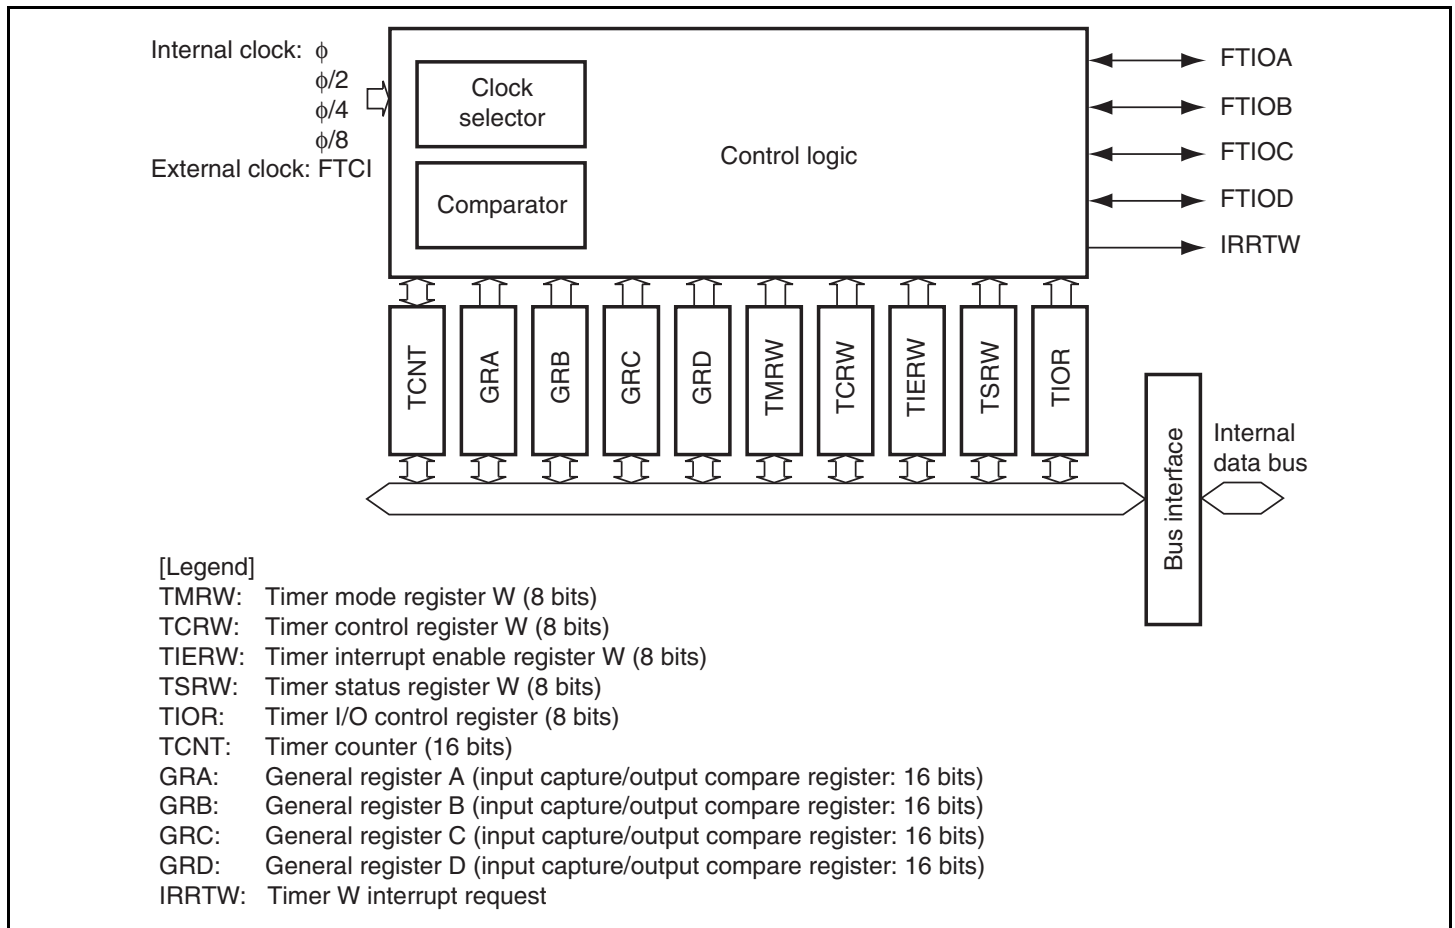 Internal clock: ϕ
ϕ/2
ϕ/4
ϕ/8
External clock: FTCI
Clock
selector
Comparator
Control logic
FTIOA
FTIOB
FTIOC
FTIOD
IRRTW
TCNT
GRA
GRB
GRC
GRD
TMRW
TCRW
TIERW
TSRW
TIOR
Bus interface
Internal
data bus
[Legend]
TMRW: Timer mode register W (8 bits)
TCRW: Timer control register W (8 bits)
TIERW: Timer interrupt enable register W (8 bits)
TSRW: Timer status register W (8 bits)
TIOR: Timer I/O control register (8 bits)
TCNT: Timer counter (16 bits)
GRA: General register A (input capture/output compare register: 16 bits)
GRB: General register B (input capture/output compare register: 16 bits)
GRC: General register C (input capture/output compare register: 16 bits)
GRD: General register D (input capture/output compare register: 16 bits)
IRRTW: Timer W interrupt request